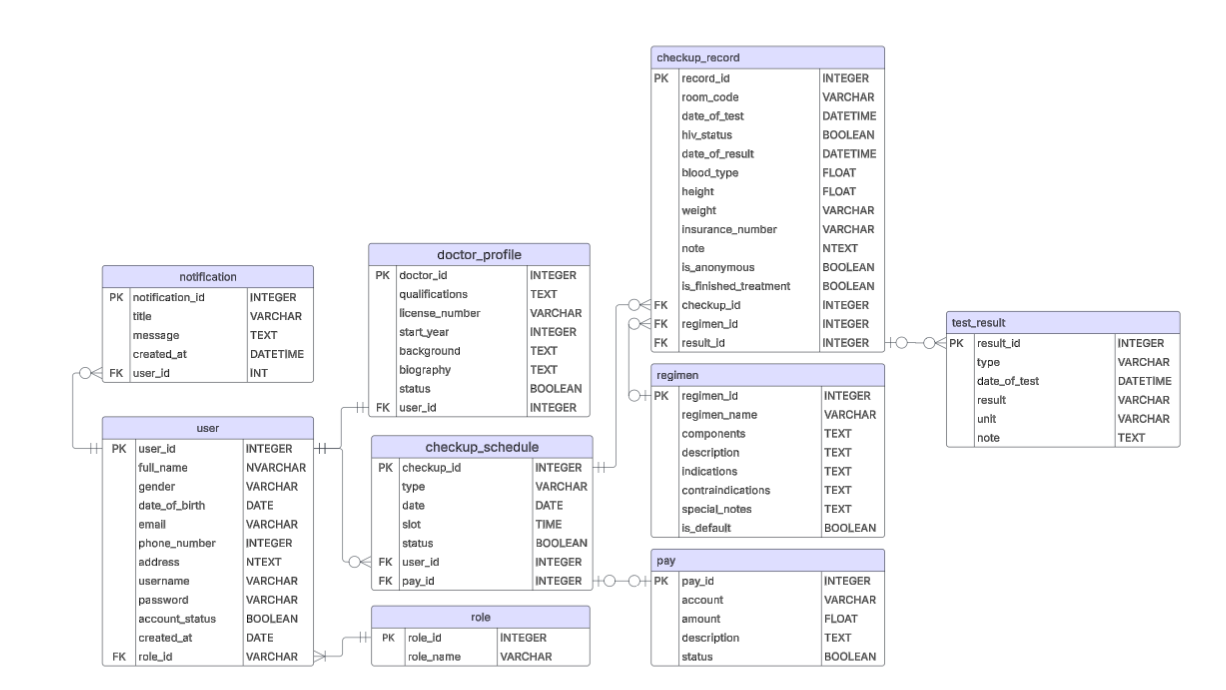 notification
PK notification_id INTEGER
title VARCHAR
message TEXT
created_at DATETIME
FK user_id INT
user
PK user_id INTEGER
full_name NVARCHAR
gender VARCHAR
date_of_birth DATE
email VARCHAR
phone_number INTEGER
address NTEXT
username VARCHAR
password VARCHAR
account_status BOOLEAN
created_at DATE
FK role_id VARCHAR
doctor_profile
PK doctor_id INTEGER
qualifications TEXT
license_number VARCHAR
start_year INTEGER
background TEXT
biography TEXT
status BOOLEAN
FK user_id INTEGER
checkup_schedule
PK checkup_id INTEGER
type VARCHAR
date DATE
slot TIME
status BOOLEAN
FK user_id INTEGER
FK pay_id INTEGER
role
PK role_id INTEGER
role_name VARCHAR
checkup_record
PK record_id INTEGER
room_code VARCHAR
date_of_test DATETIME
hiv_status BOOLEAN
date_of_result DATETIME
blood_type FLOAT
height FLOAT
weight VARCHAR
insurance_number VARCHAR
note NTEXT
is_anonymous BOOLEAN
is_finished_treatment BOOLEAN
FK checkup_id INTEGER
FK regimen_id INTEGER
FK result_id INTEGER
regimen
PK regimen_id INTEGER
regimen_name VARCHAR
components TEXT
description TEXT
indications TEXT
contraindications TEXT
special_notes TEXT
is_default BOOLEAN
pay
PK pay_id INTEGER
account VARCHAR
amount FLOAT
description TEXT
status BOOLEAN
test_result
PK result_id INTEGER
type VARCHAR
date_of_test DATETIME
result VARCHAR
unit VARCHAR
note TEXT